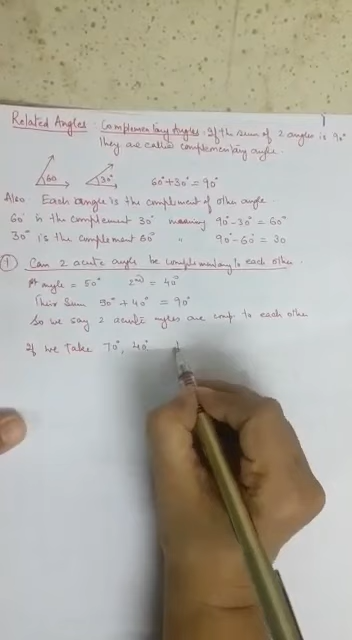 Related Angles. Complementary Angles. If the sum of 2 angles is 90°
They are called complementary angle.
60° 30° 60°+30° = 90°
Also Each angle is the complement of other angle.
60° is the complement 30° meaning 90°-30° = 60°
30° is the complement 60° " 90°-60° = 30
1 Can 2 acute angle be complementary to each other.
1st angle = 50° 2nd = 40°
Their Sum 50° + 40° = 90°
So we say 2 acute angles are comp to each othe
If we take 70°, 40°